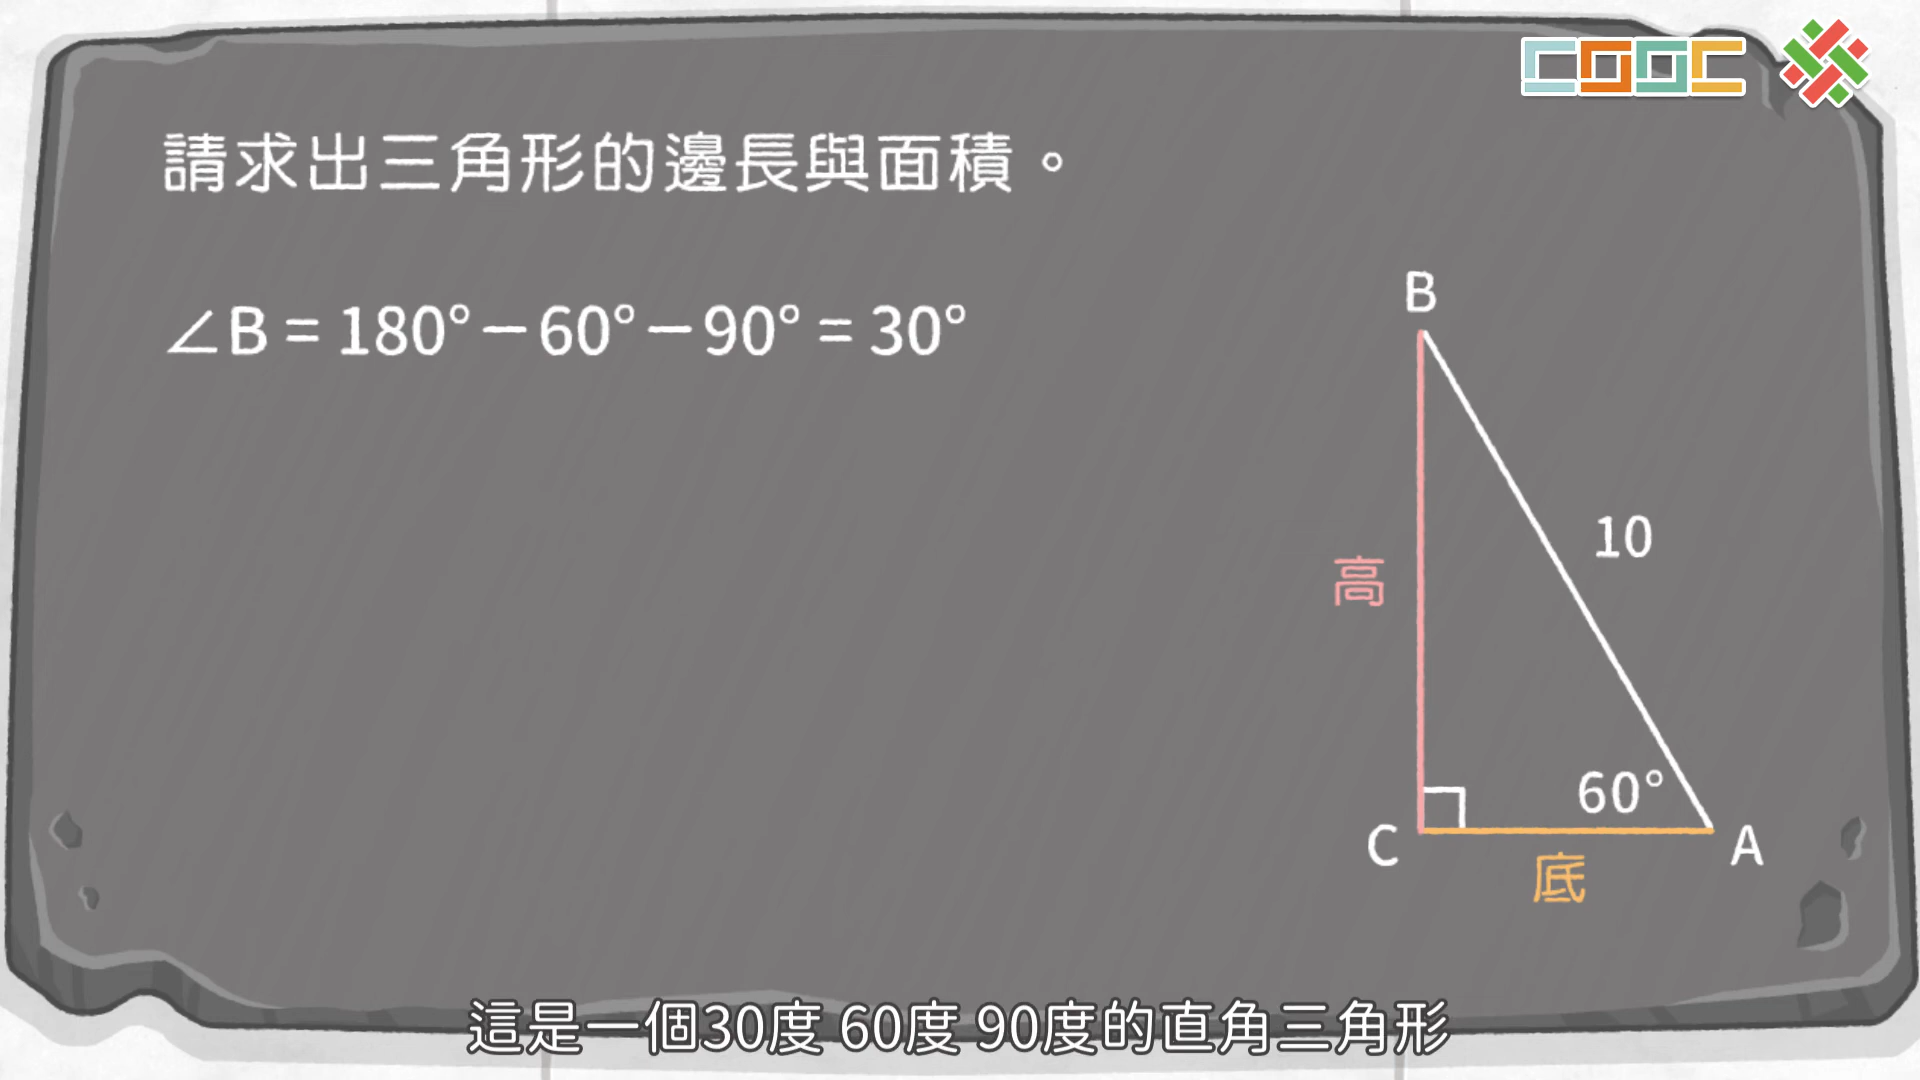 COOC
請求出三角形的邊長與面積。
∠B = 180°－60°－90° = 30°
B
10
高
60°
C
A
底
這是一個30度 60度 90度的直角三角形